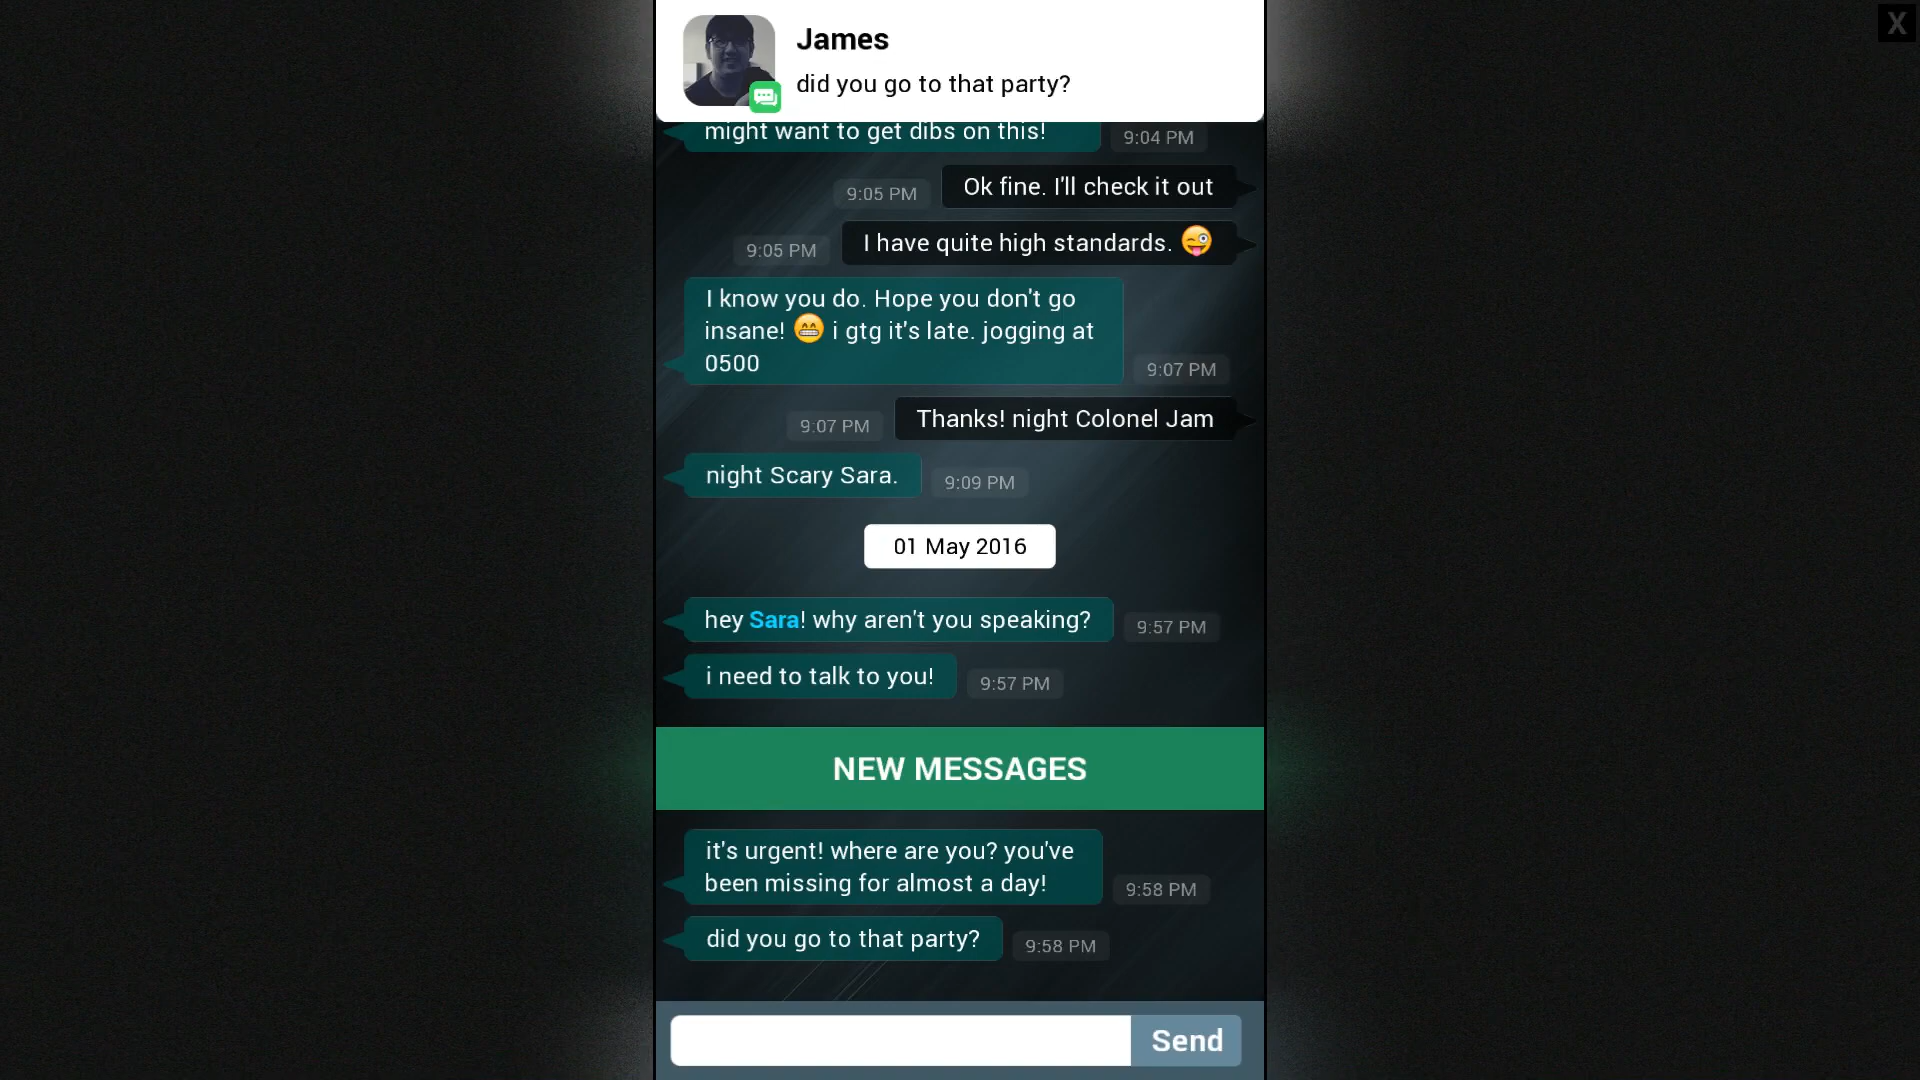 X
James
did you go to that party?
might want to get dibs on this!
9:04 PM
9:05 PM
Ok fine. I'll check it out
9:05 PM
I have quite high standards. 😜
I know you do. Hope you don't go
insane! 😁 i gtg it's late. jogging at
0500
9:07 PM
9:07 PM
Thanks! night Colonel Jam
night Scary Sara.
9:09 PM
01 May 2016
hey Sara! why aren't you speaking?
9:57 PM
i need to talk to you!
9:57 PM
NEW MESSAGES
it's urgent! where are you? you've
been missing for almost a day!
9:58 PM
did you go to that party?
9:58 PM
Send